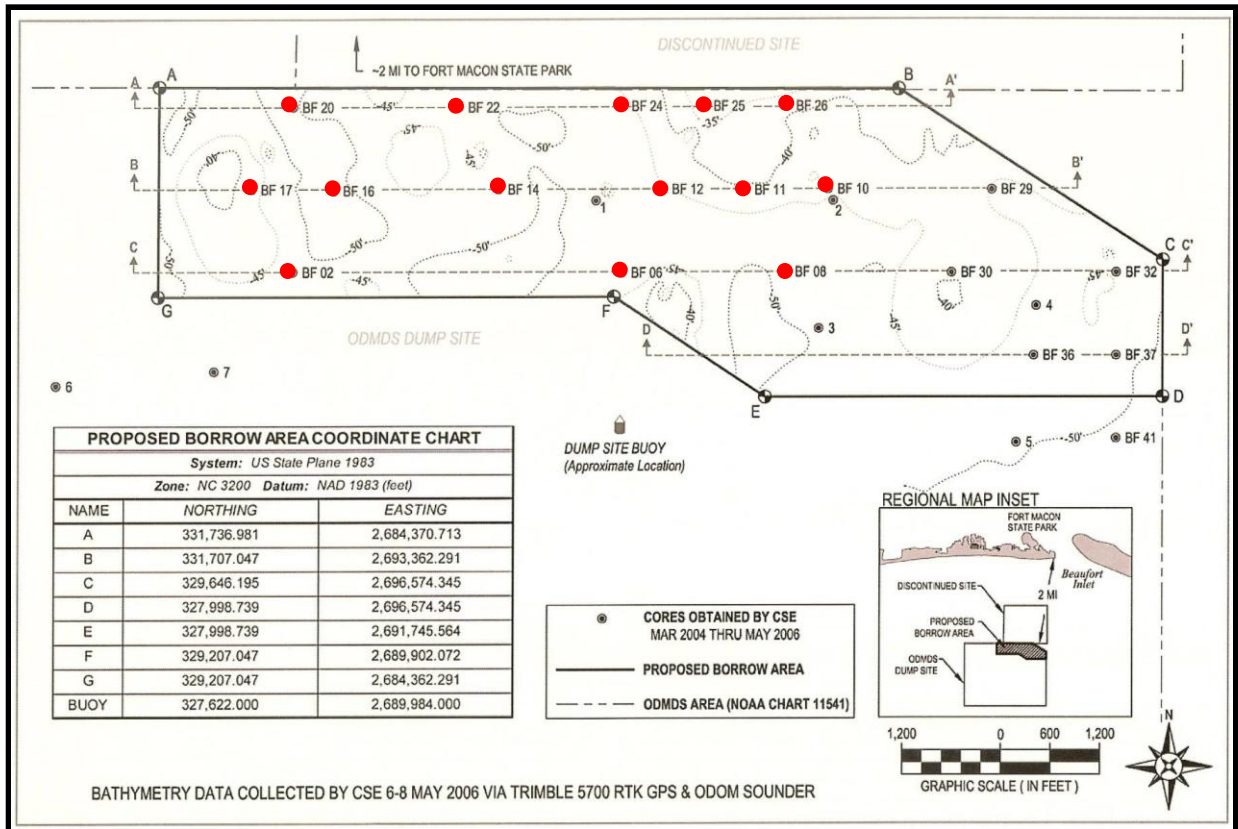 DISCONTINUED SITE
~2 MI TO FORT MACON STATE PARK
A
B
A
A'
BF 20
-45'
BF 22
BF 24
BF 25
-35'
BF 26
-50'
-45'
-50'
-40'
-45'
-40'
B
B'
BF 17
BF 16
BF 14
BF 12
BF 11
BF 10
BF 29
1
2
-50'
-50'
C
C
C'
-50'
-45'
BF 02
-45'
BF 06
-45'
BF 08
BF 30
-45'
BF 32
G
F
-40'
-50'
-45'
4
3
ODMDS DUMP SITE
D
D'
BF 36
BF 37
7
6
E
D
DUMP SITE BUOY
(Approximate Location)
5
-50'
BF 41
PROPOSED BORROW AREA COORDINATE CHART
System: US State Plane 1983
Zone: NC 3200 Datum: NAD 1983 (feet)
NAME NORTHING EASTING
A 331,736.981 2,684,370.713
B 331,707.047 2,693,362.291
C 329,646.195 2,696,574.345
D 327,998.739 2,696,574.345
E 327,998.739 2,691,745.564
F 329,207.047 2,689,902.072
G 329,207.047 2,684,362.291
BUOY 327,622.000 2,689,984.000
CORES OBTAINED BY CSE
MAR 2004 THRU MAY 2006
PROPOSED BORROW AREA
ODMDS AREA (NOAA CHART 11541)
REGIONAL MAP INSET
FORT MACON
STATE PARK
Beaufort
Inlet
DISCONTINUED SITE
2 MI
PROPOSED
BORROW AREA
ODMDS
DUMP SITE
N
1,200 0 600 1,200
GRAPHIC SCALE ( IN FEET )
BATHYMETRY DATA COLLECTED BY CSE 6-8 MAY 2006 VIA TRIMBLE 5700 RTK GPS & ODOM SOUNDER